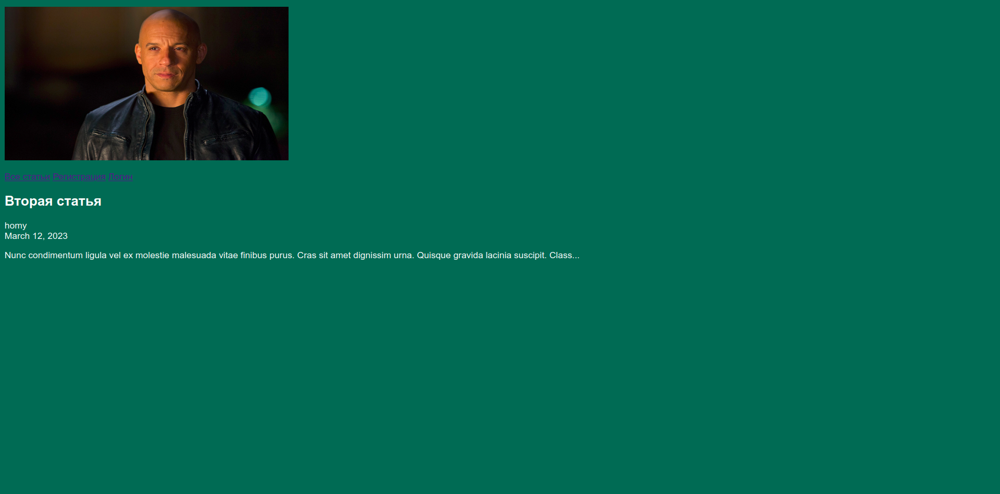 Все статьи Регистрация Логин
Вторая статья
homy
March 12, 2023
Nunc condimentum ligula vel ex molestie malesuada vitae finibus purus. Cras sit amet dignissim urna. Quisque gravida lacinia suscipit. Class...